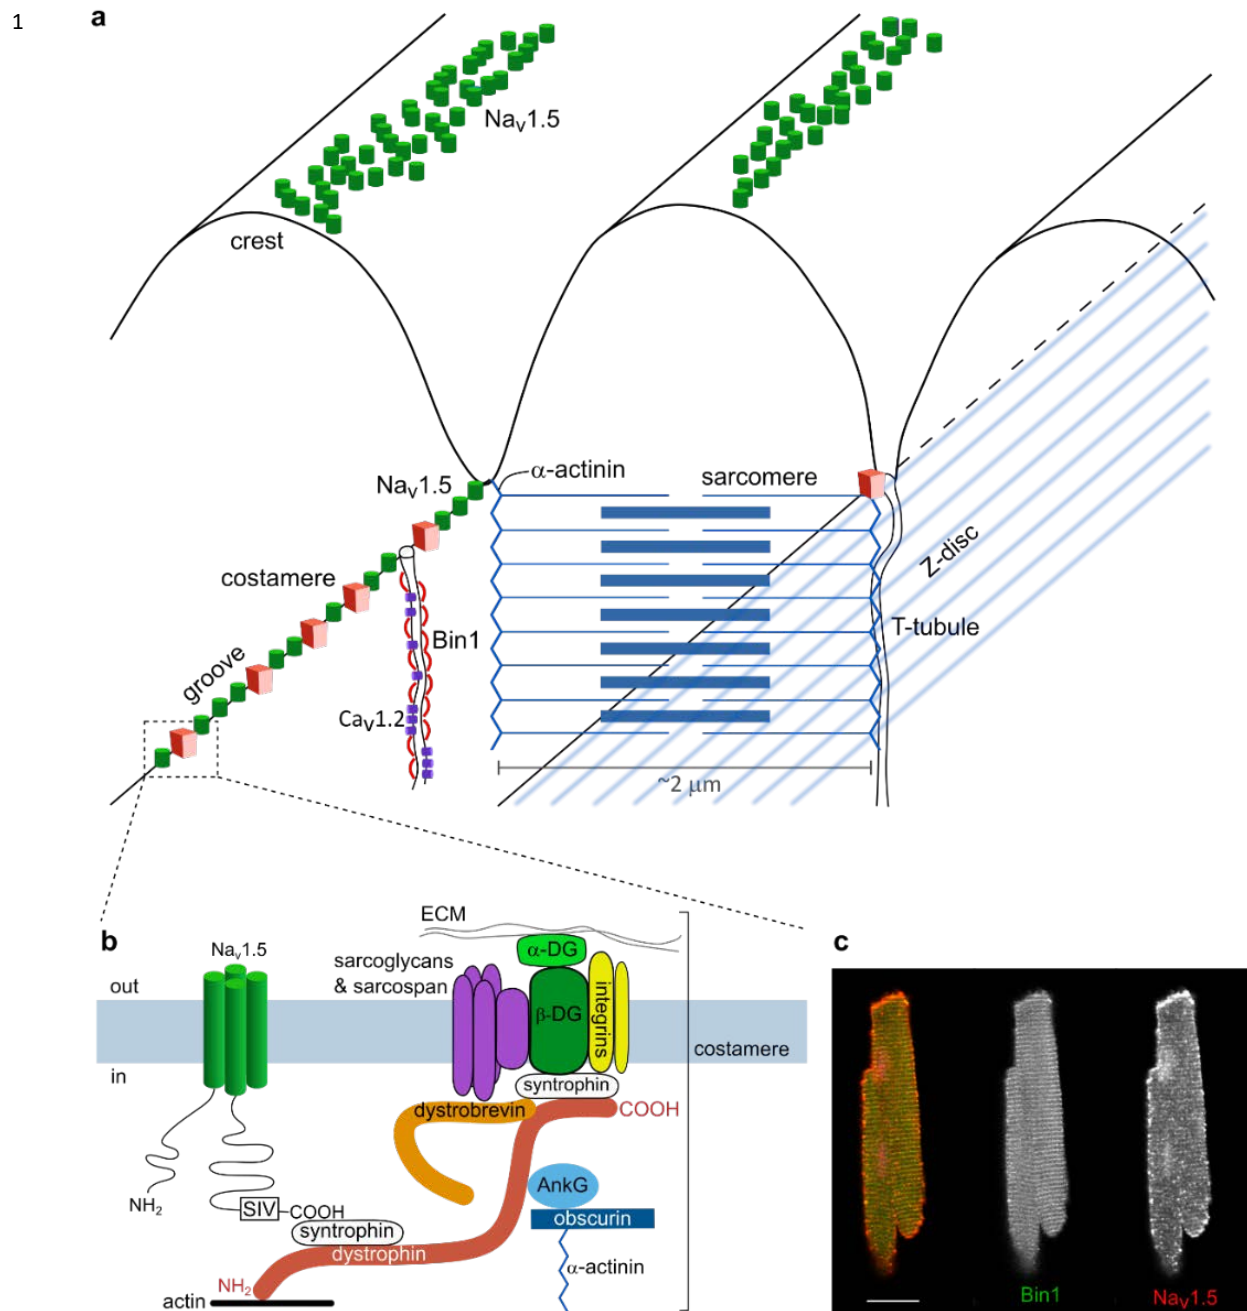 1
a
Nav1.5
crest
Nav1.5
α-actinin
sarcomere
costamere
Z-disc
groove
Bin1
T-tubule
Cav1.2
~2 μm
b
ECM
c
Nav1.5
α-DG
sarcoglycans
& sarcospan
integrins
out
β-DG
costamere
in
syntrophin
dystrobrevin
COOH
AnkG
NH2
SIV
COOH
obscurin
syntrophin
dystrophin
α-actinin
NH2
actin
Bin1
Nav1.5